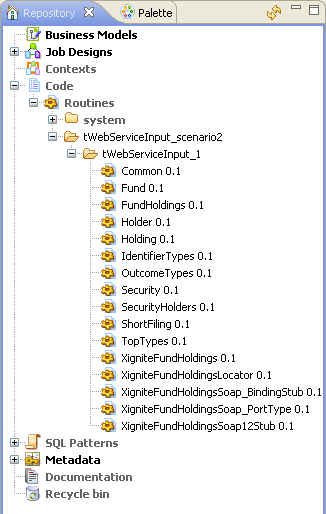 Repository Palette
Business Models
Job Designs
Contexts
Code
Routines
system
tWebServiceInput_scenario2
tWebServiceInput_1
Common 0.1
Fund 0.1
FundHoldings 0.1
Holder 0.1
Holding 0.1
IdentifierTypes 0.1
OutcomeTypes 0.1
Security 0.1
SecurityHolders 0.1
ShortFiling 0.1
TopTypes 0.1
XigniteFundHoldings 0.1
XigniteFundHoldingsLocator 0.1
XigniteFundHoldingsSoap_BindingStub 0.1
XigniteFundHoldingsSoap_PortType 0.1
XigniteFundHoldingsSoap12Stub 0.1
SQL Patterns
Metadata
Documentation
Recycle bin